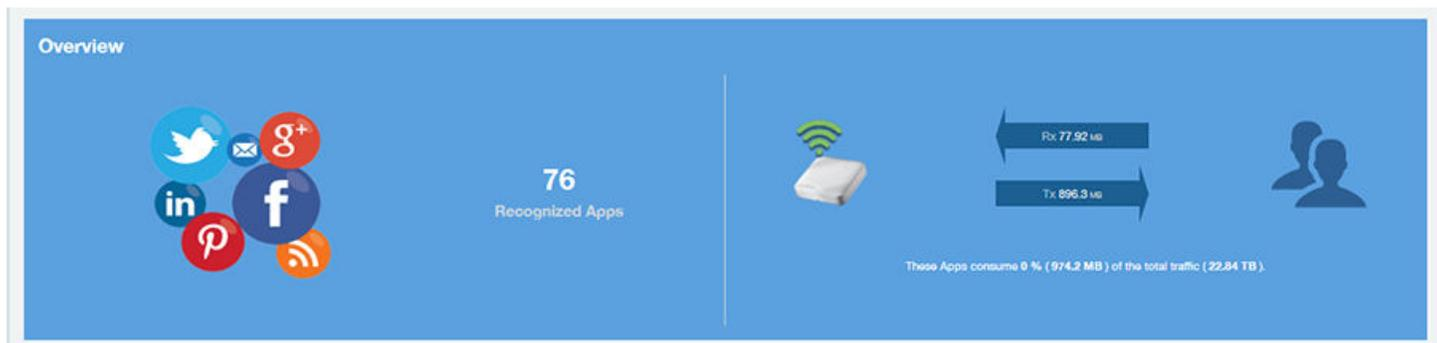 Overview
g+
in
f
76
Recognized Apps
Rx 77.92 MB
Tx 896.3 MB
These Apps consume 0 % ( 974.2 MB ) of the total traffic ( 22.84 TB ).